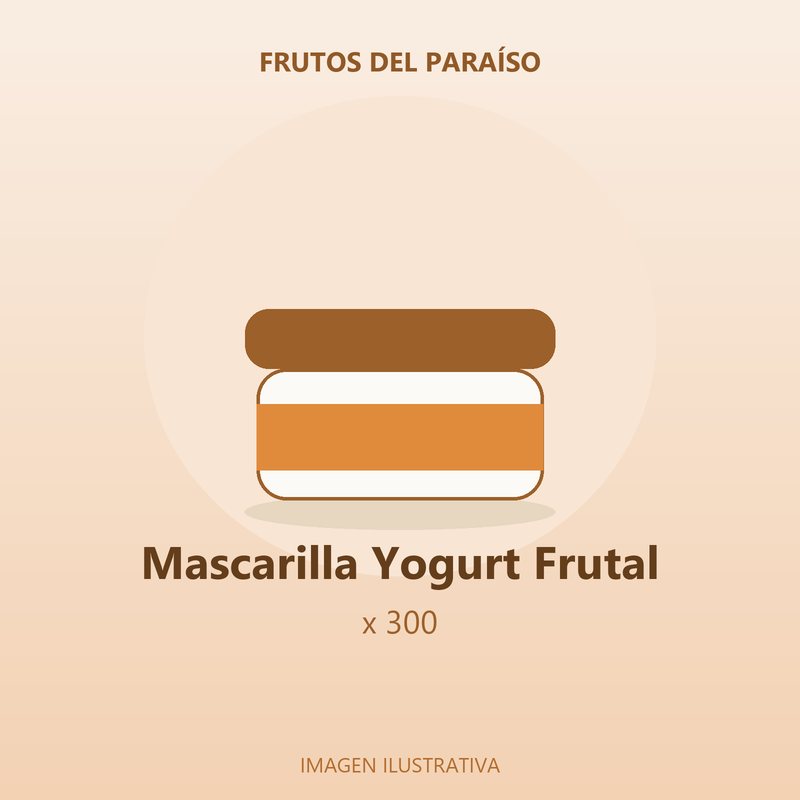 FRUTOS DEL PARAÍSO
Mascarilla Yogurt Frutal
x 300
IMAGEN ILUSTRATIVA